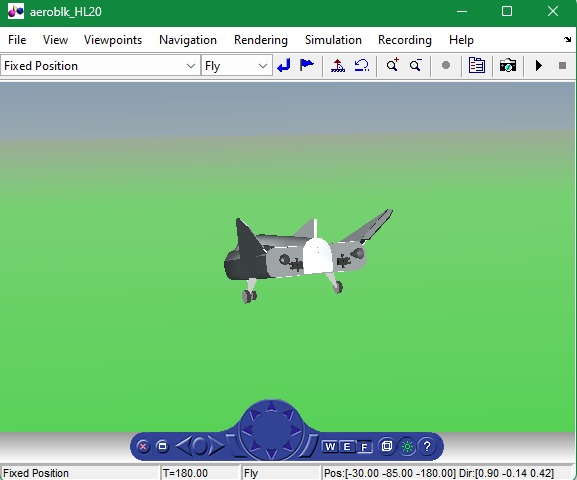 aeroblk_HL20
File View Viewpoints Navigation Rendering Simulation Recording Help
Fixed Position Fly
W E F ?
Fixed Position T=180.00 Fly Pos:[-30.00 -85.00 -180.00] Dir:[0.90 -0.14 0.42]